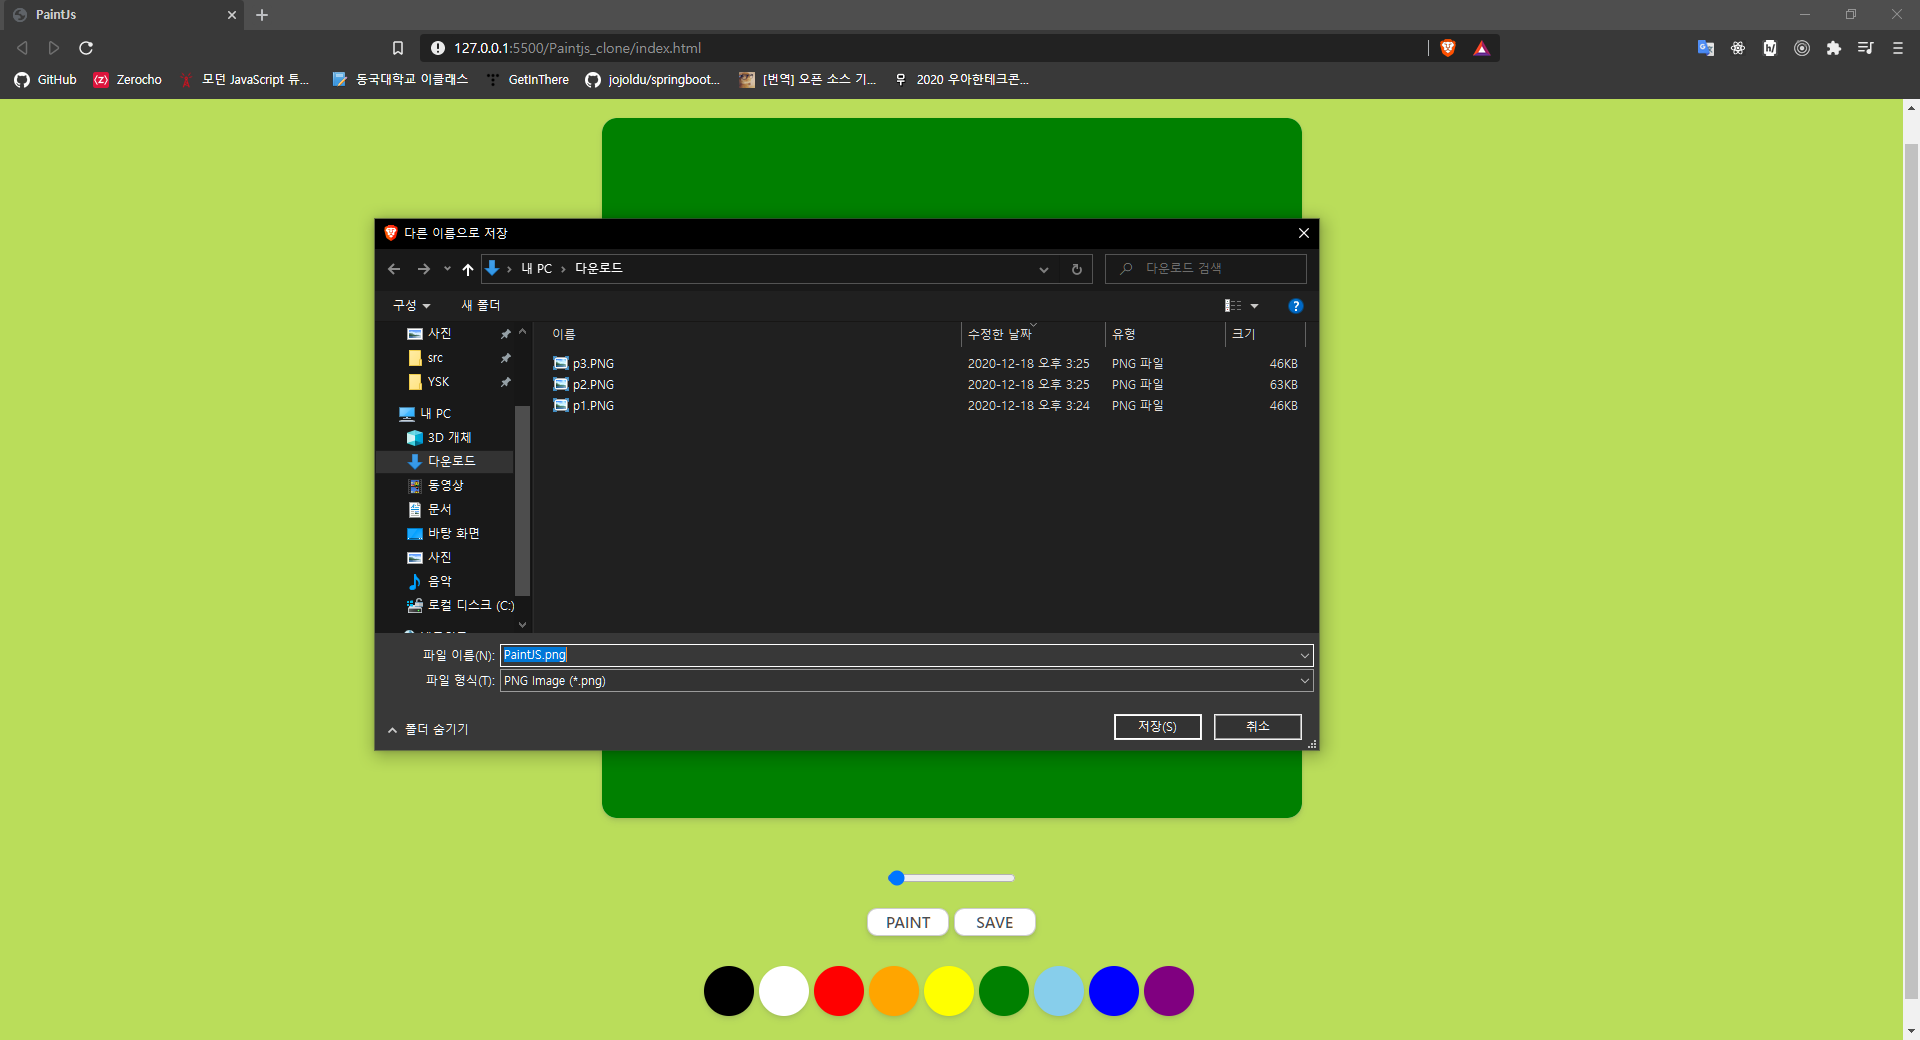 PaintJs
127.0.0.1:5500/Paintjs_clone/index.html
GitHub
Zerocho
모던 JavaScript 튜...
동국대학교 이클래스
GetInThere
jojoldu/springboot...
[번역] 오픈 소스 기...
2020 우아한테크콘...
다른 이름으로 저장
내 PC
다운로드
다운로드 검색
구성
새 폴더
사진
src
YSK
내 PC
3D 개체
다운로드
동영상
문서
바탕 화면
사진
음악
로컬 디스크 (C:)
이름 수정한 날짜 유형 크기
p3.PNG 2020-12-18 오후 3:25 PNG 파일 46KB
p2.PNG 2020-12-18 오후 3:25 PNG 파일 63KB
p1.PNG 2020-12-18 오후 3:24 PNG 파일 46KB
파일 이름(N): PaintJS.png
파일 형식(T): PNG Image (*.png)
폴더 숨기기
저장(S)
취소
PAINT
SAVE